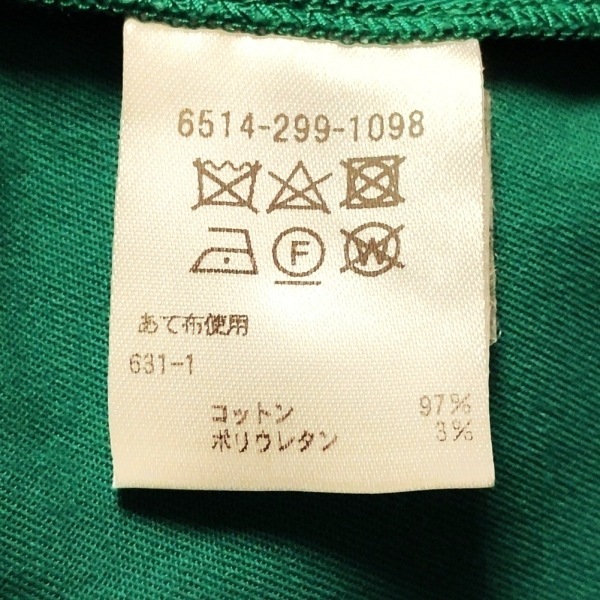 6514-299-1098
F W
あて布使用
631-1
コットン 97%
ポリウレタン 3%